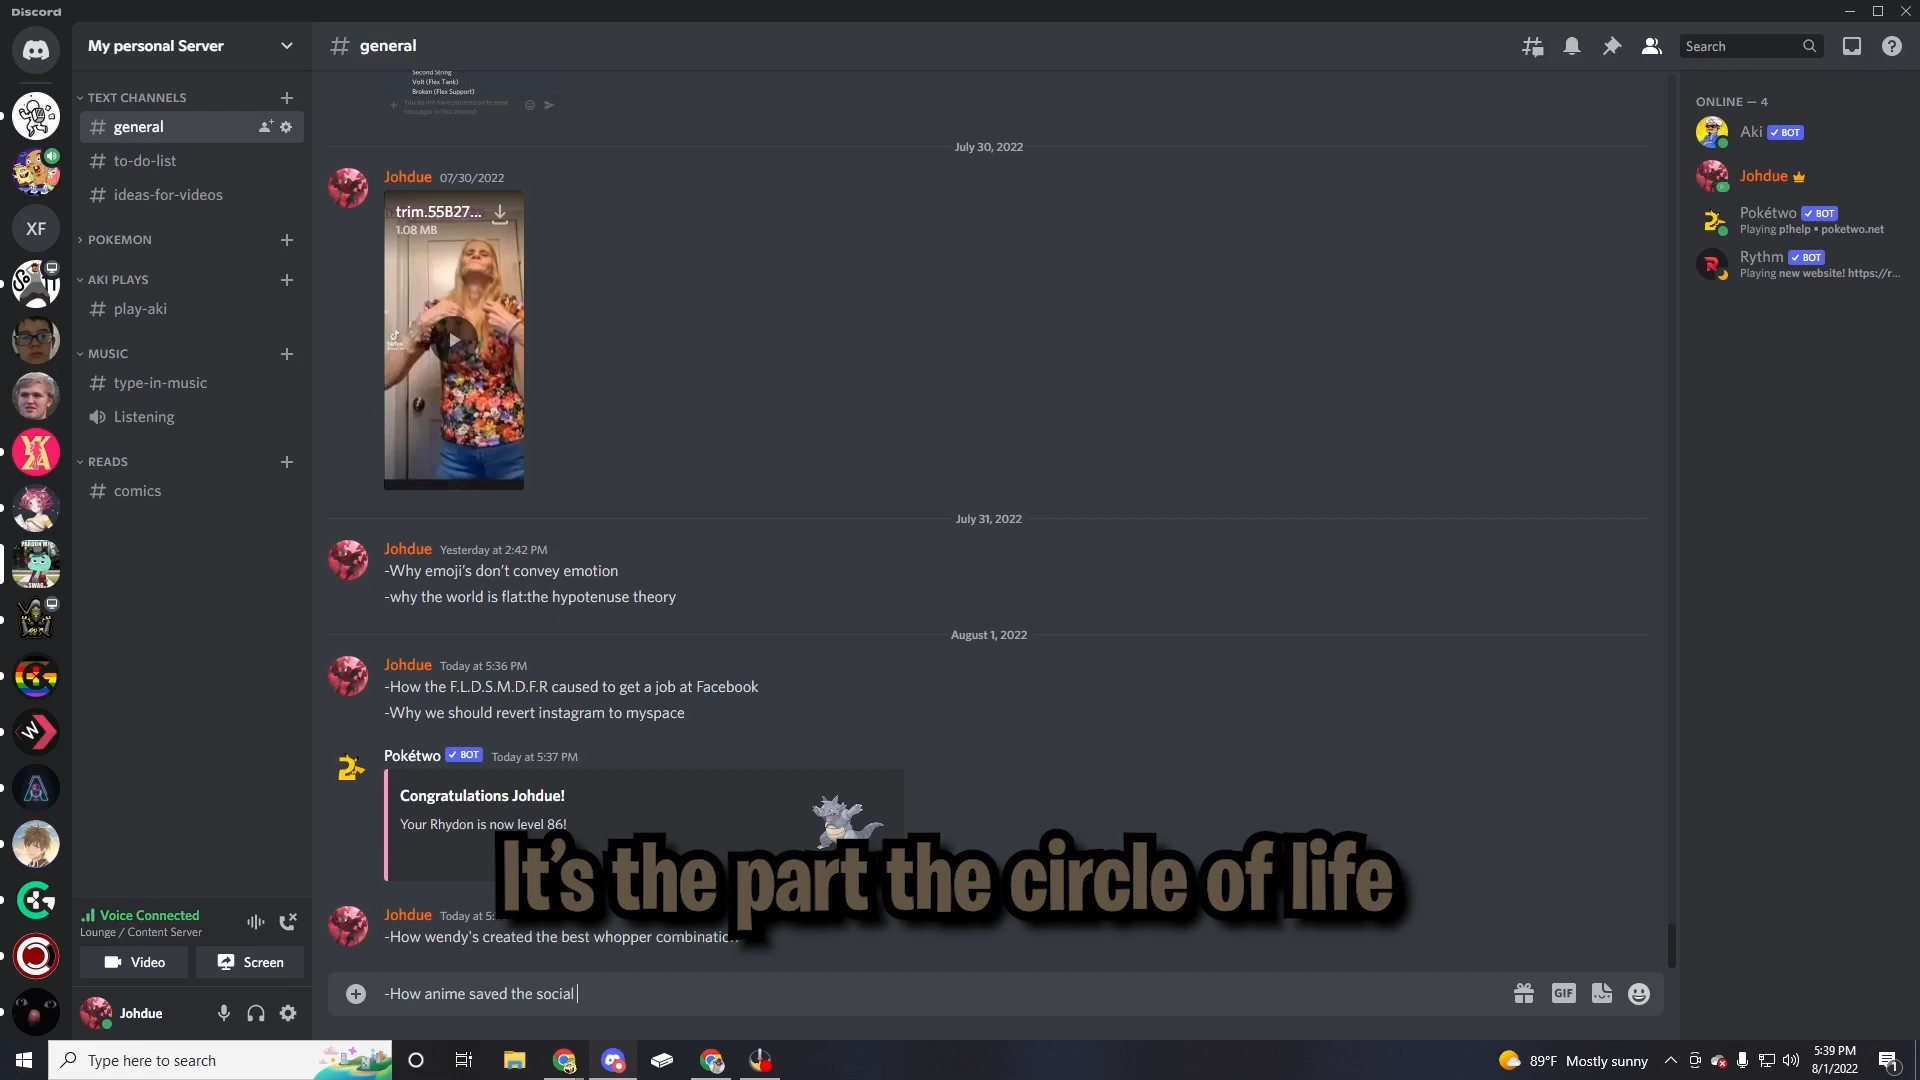 Discord
My personal Server
general
Search
TEXT CHANNELS
general
to-do-list
ideas-for-videos
XF
POKEMON
AKI PLAYS
play-aki
MUSIC
type-in-music
Listening
READS
comics
Voice Connected
Lounge / Content Server
Video
Screen
Johdue
Second String
Volt (Flex Tank)
Broken (Flex Support)
You do not have permission to send
messages in this channel
July 30, 2022
Johdue 07/30/2022
trim.55B27...
1.08 MB
July 31, 2022
Johdue Yesterday at 2:42 PM
-Why emoji's don't convey emotion
-why the world is flat:the hypotenuse theory
August 1, 2022
Johdue Today at 5:36 PM
-How the F.L.D.S.M.D.F.R caused to get a job at Facebook
-Why we should revert instagram to myspace
Pokétwo BOT Today at 5:37 PM
Congratulations Johdue!
Your Rhydon is now level 86!
It's the part the circle of life
Johdue Today at 5:
-How wendy's created the best whopper combination
-How anime saved the social
GIF
ONLINE — 4
Aki BOT
Johdue
Pokétwo BOT
Playing p!help • poketwo.net
Rythm BOT
Playing new website! https://r...
Type here to search
89°F Mostly sunny
5:39 PM
8/1/2022
1